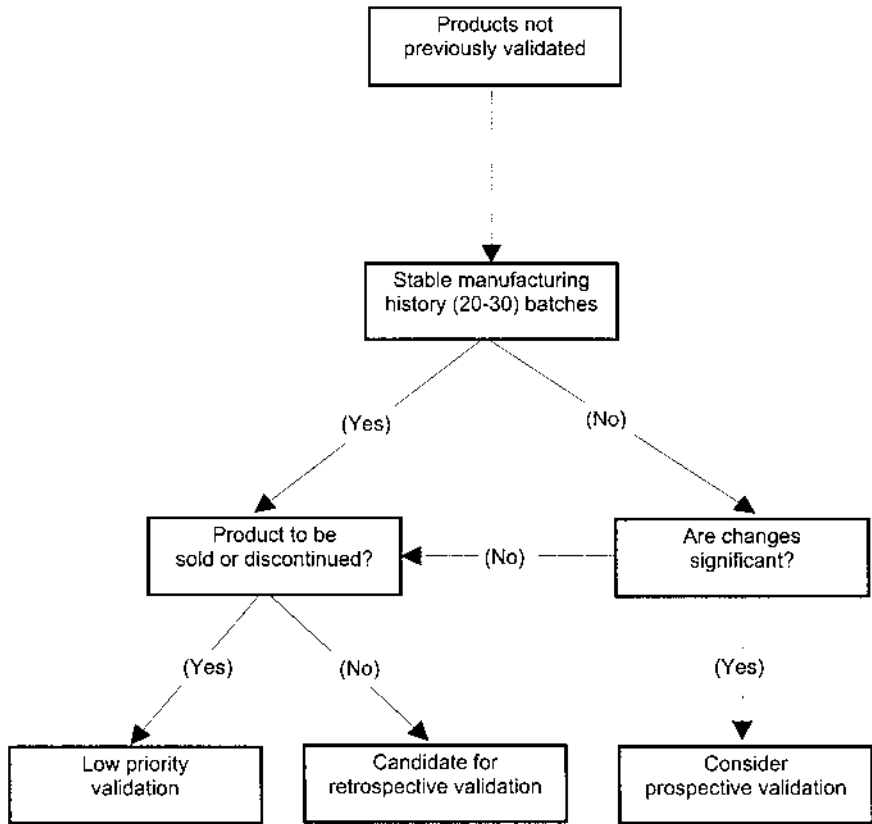 Products not
previously validated
Stable manufacturing
history (20-30) batches
(Yes)
(No)
Product to be
sold or discontinued?
(No)
Are changes
significant?
(Yes)
(No)
(Yes)
Low priority
validation
Candidate for
retrospective validation
Consider
prospective validation